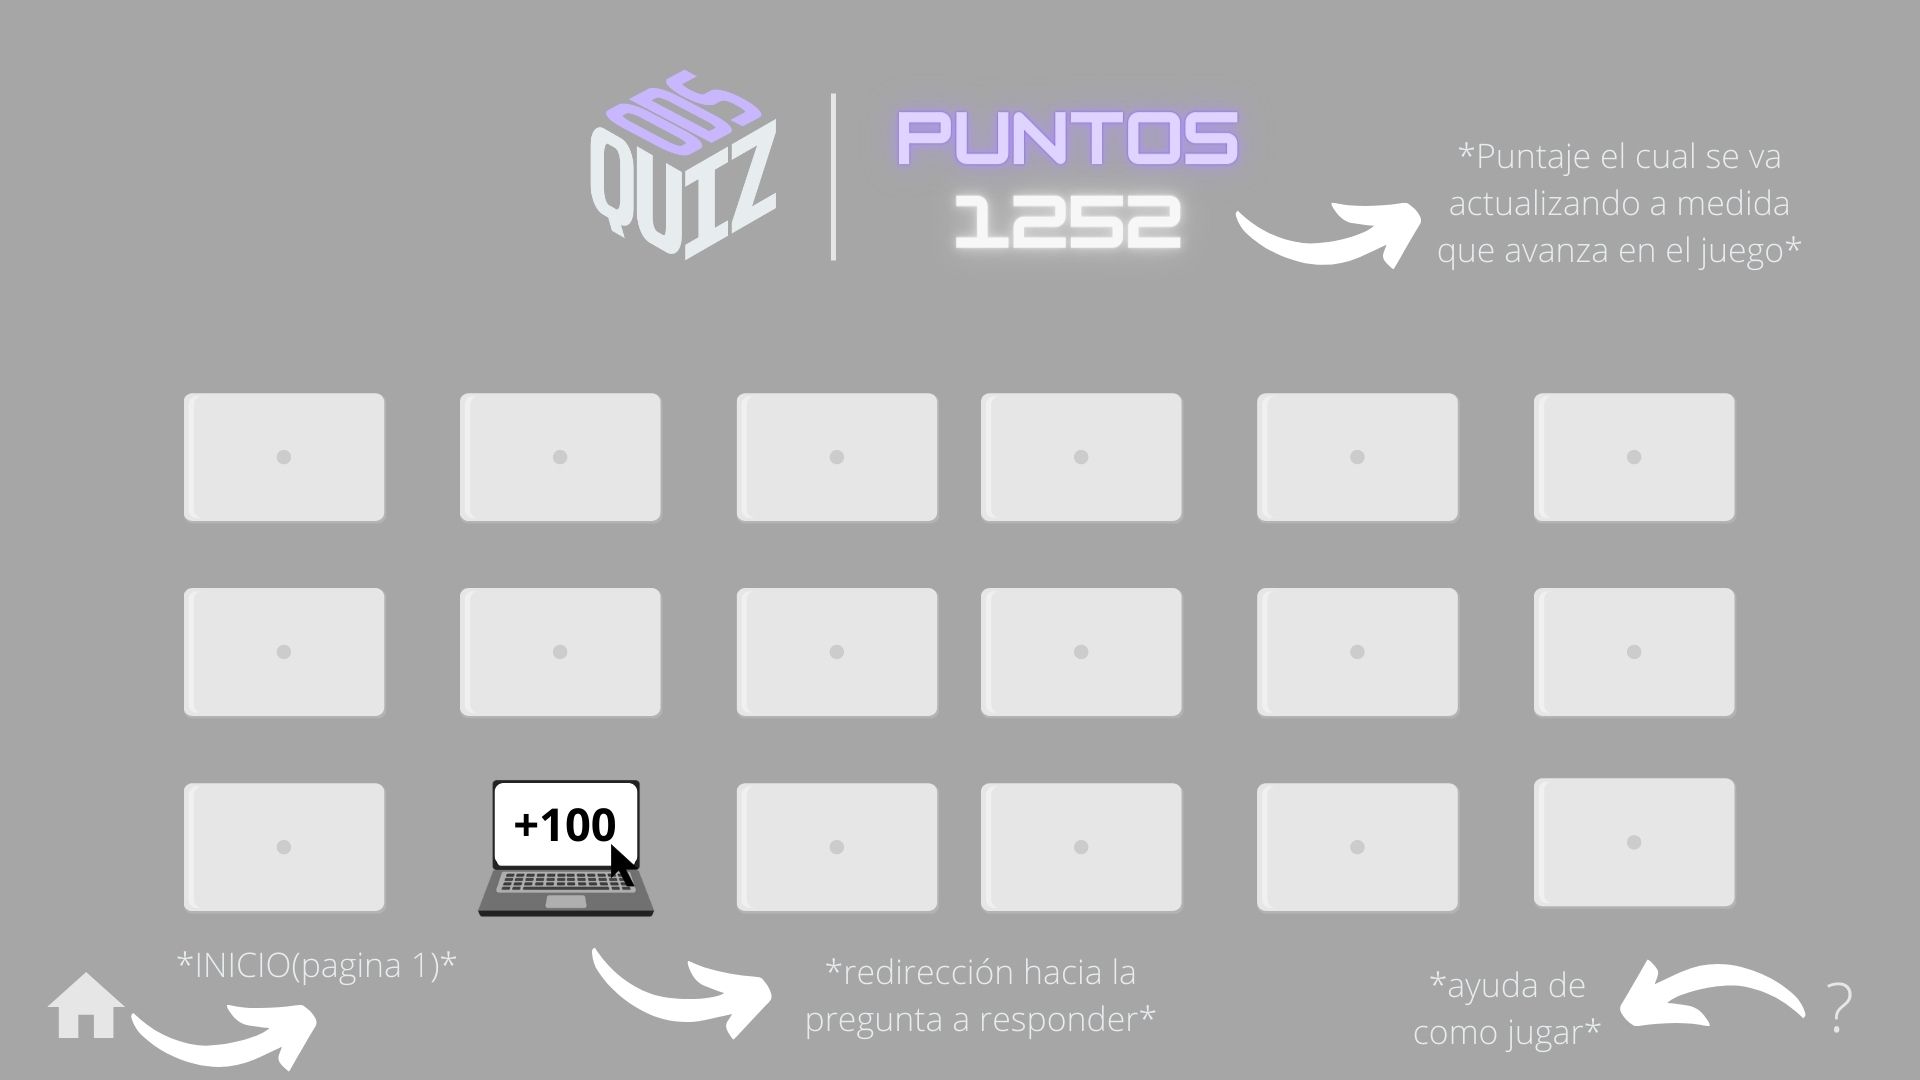 ODS
QUIZ
PUNTOS
1252
*Puntaje el cual se va
actualizando a medida
que avanza en el juego*
+100
*INICIO(pagina 1)*
*redirección hacia la
pregunta a responder*
*ayuda de
como jugar*
?